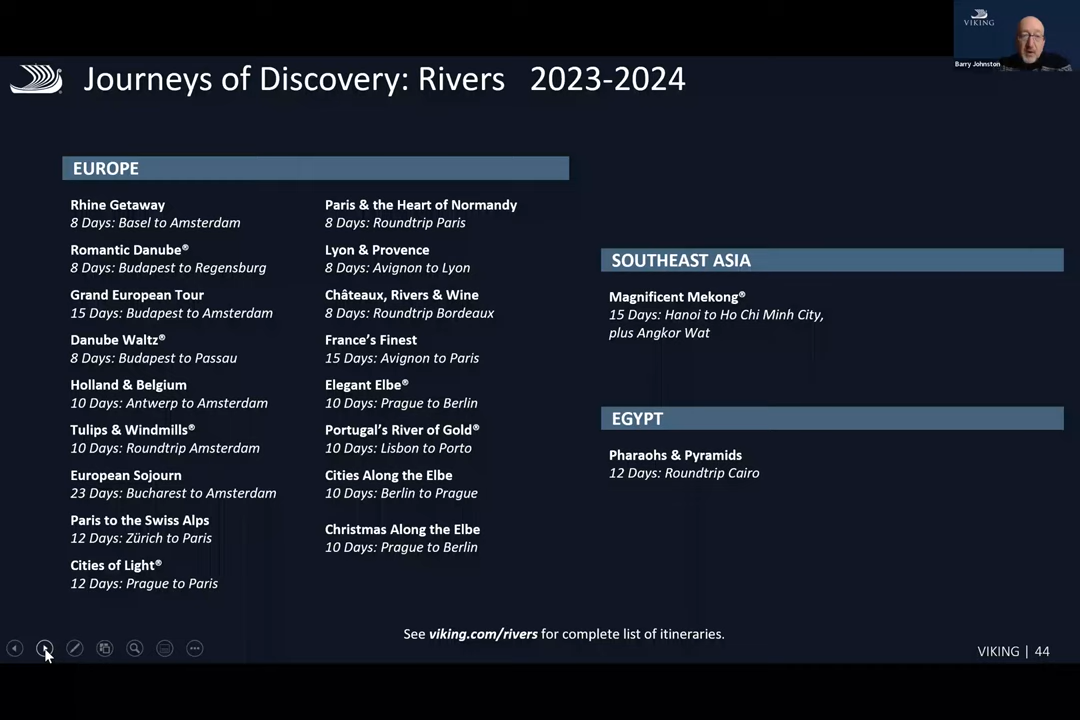 VIKING
Barry Johnston
Journeys of Discovery: Rivers 2023-2024
EUROPE
Rhine Getaway
8 Days: Basel to Amsterdam
Romantic Danube®
8 Days: Budapest to Regensburg
Grand European Tour
15 Days: Budapest to Amsterdam
Danube Waltz®
8 Days: Budapest to Passau
Holland & Belgium
10 Days: Antwerp to Amsterdam
Tulips & Windmills®
10 Days: Roundtrip Amsterdam
European Sojourn
23 Days: Bucharest to Amsterdam
Paris to the Swiss Alps
12 Days: Zürich to Paris
Cities of Light®
12 Days: Prague to Paris
Paris & the Heart of Normandy
8 Days: Roundtrip Paris
Lyon & Provence
8 Days: Avignon to Lyon
Châteaux, Rivers & Wine
8 Days: Roundtrip Bordeaux
France's Finest
15 Days: Avignon to Paris
Elegant Elbe®
10 Days: Prague to Berlin
Portugal's River of Gold®
10 Days: Lisbon to Porto
Cities Along the Elbe
10 Days: Berlin to Prague
Christmas Along the Elbe
10 Days: Prague to Berlin
SOUTHEAST ASIA
Magnificent Mekong®
15 Days: Hanoi to Ho Chi Minh City,
plus Angkor Wat
EGYPT
Pharaohs & Pyramids
12 Days: Roundtrip Cairo
See viking.com/rivers for complete list of itineraries.
VIKING | 44